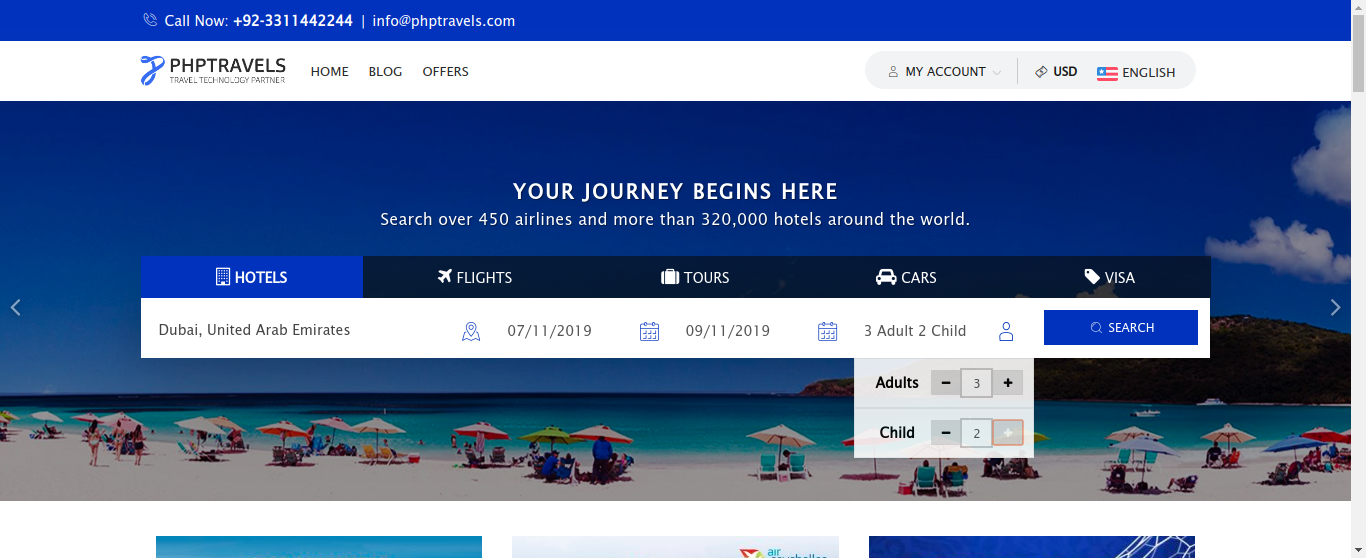 Call Now: +92-3311442244 | info@phptravels.com
PHPTRAVELS
TRAVEL TECHNOLOGY PARTNER
HOME BLOG OFFERS
MY ACCOUNT USD ENGLISH
YOUR JOURNEY BEGINS HERE
Search over 450 airlines and more than 320,000 hotels around the world.
HOTELS FLIGHTS TOURS CARS VISA
Dubai, United Arab Emirates 07/11/2019 09/11/2019 3 Adult 2 Child SEARCH
Adults - 3 +
Child - 2 +
air